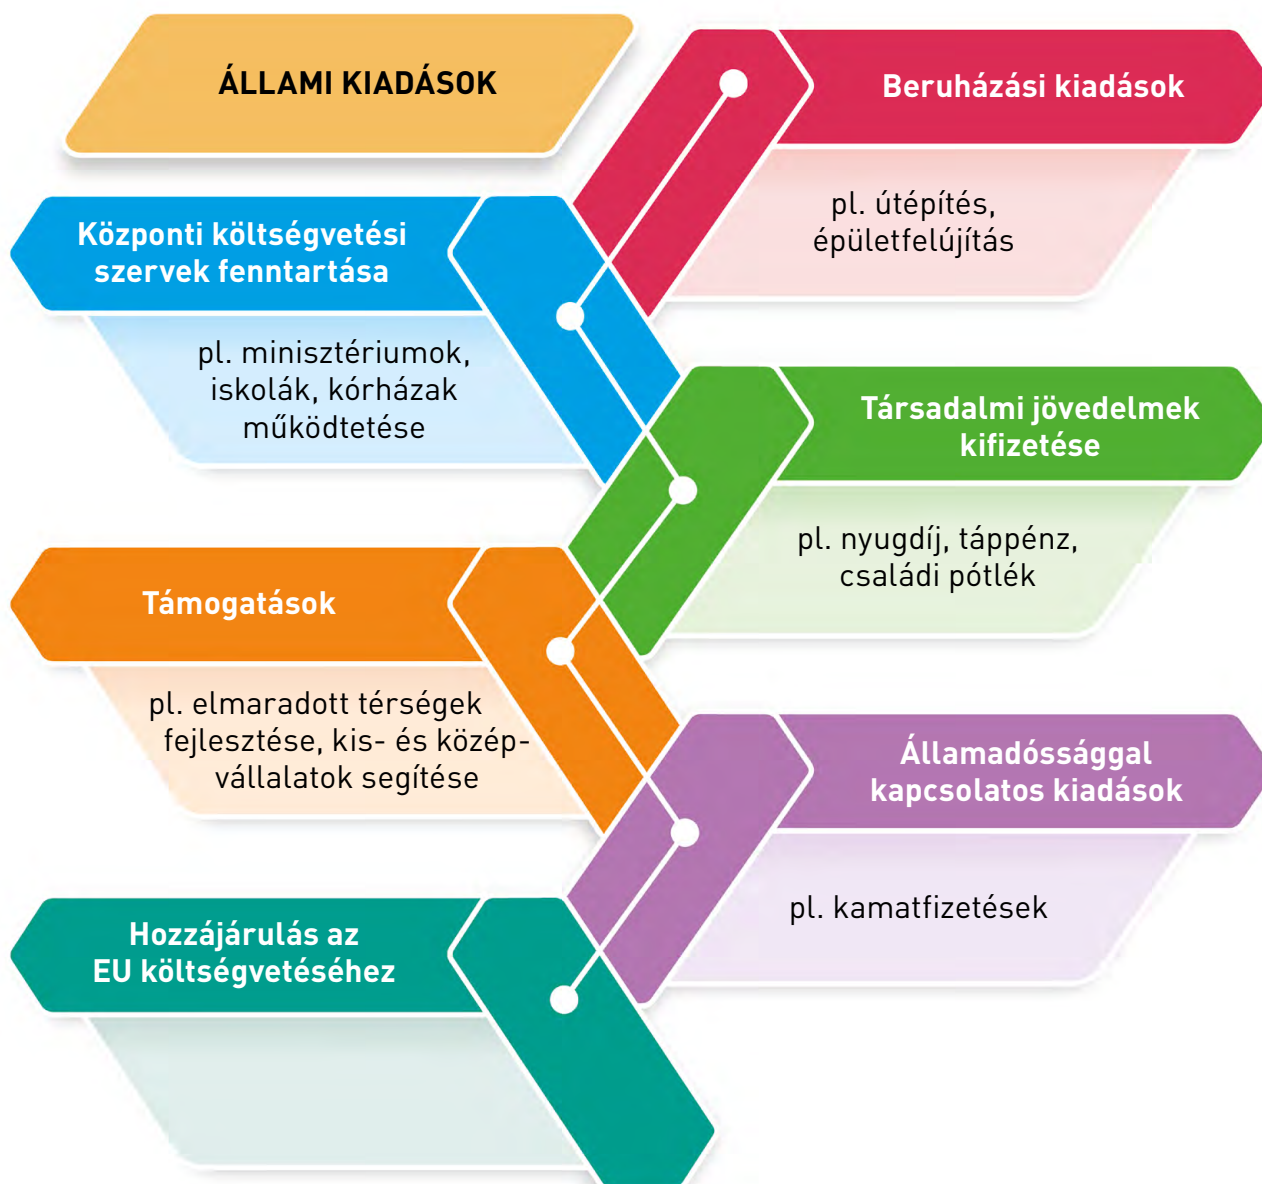 ÁLLAMI KIADÁSOK
Beruházási kiadások
pl. útépítés,
épületfelújítás
Központi költségvetési
szervek fenntartása
pl. minisztériumok,
iskolák, kórházak
működtetése
Társadalmi jövedelmek
kifizetése
pl. nyugdíj, táppénz,
családi pótlék
Támogatások
pl. elmaradott térségek
fejlesztése, kis- és közép-
vállalatok segítése
Államadóssággal
kapcsolatos kiadások
pl. kamatfizetések
Hozzájárulás az
EU költségvetéséhez